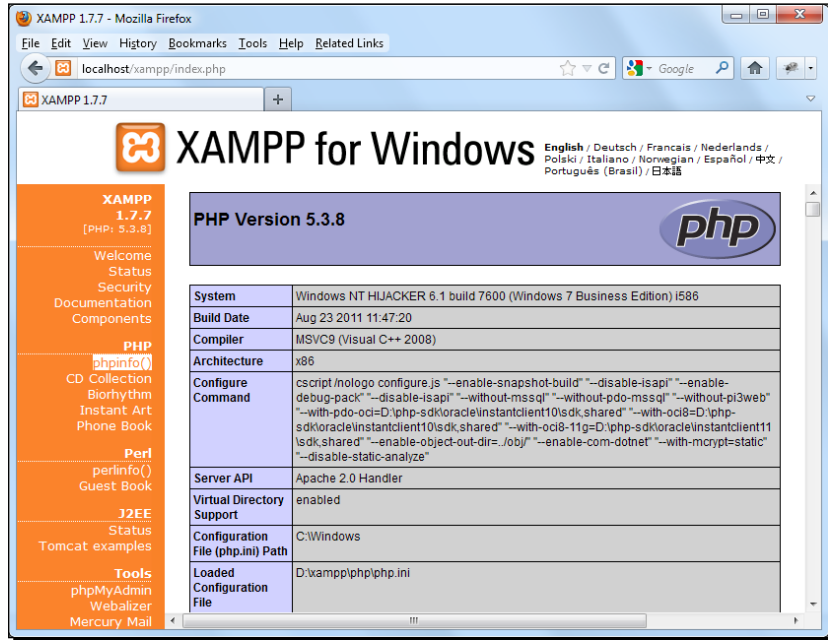 XAMPP 1.7.7 - Mozilla Firefox
File Edit View History Bookmarks Tools Help Related Links
localhost/xampp/index.php
Google
XAMPP 1.7.7
XAMPP for Windows
English / Deutsch / Francais / Nederlands /
Polski / Italiano / Norwegian / Español / 中文 /
Português (Brasil) / 日本語
XAMPP
1.7.7
[PHP: 5.3.8]
Welcome
Status
Security
Documentation
Components
PHP
phpinfo()
CD Collection
Biorhythm
Instant Art
Phone Book
Perl
perlinfo()
Guest Book
J2EE
Status
Tomcat examples
Tools
phpMyAdmin
Webalizer
Mercury Mail
PHP Version 5.3.8
php
System Windows NT HIJACKER 6.1 build 7600 (Windows 7 Business Edition) i586
Build Date Aug 23 2011 11:47:20
Compiler MSVC9 (Visual C++ 2008)
Architecture x86
Configure Command
cscript /nologo configure.js "--enable-snapshot-build" "--disable-isapi" "--enable-
debug-pack" "--disable-isapi" "--without-mssql" "--without-pdo-mssql" "--without-pi3web"
"--with-pdo-oci=D:\php-sdk\oracle\instantclient10\sdk,shared" "--with-oci8=D:\php-
sdk\oracle\instantclient10\sdk,shared" "--with-oci8-11g=D:\php-sdk\oracle\instantclient11
\sdk,shared" "--enable-object-out-dir=../obj/" "--enable-com-dotnet" "--with-mcrypt=static"
"--disable-static-analyze"
Server API Apache 2.0 Handler
Virtual Directory Support enabled
Configuration File (php.ini) Path C:\Windows
Loaded Configuration File D:\xampp\php\php.ini